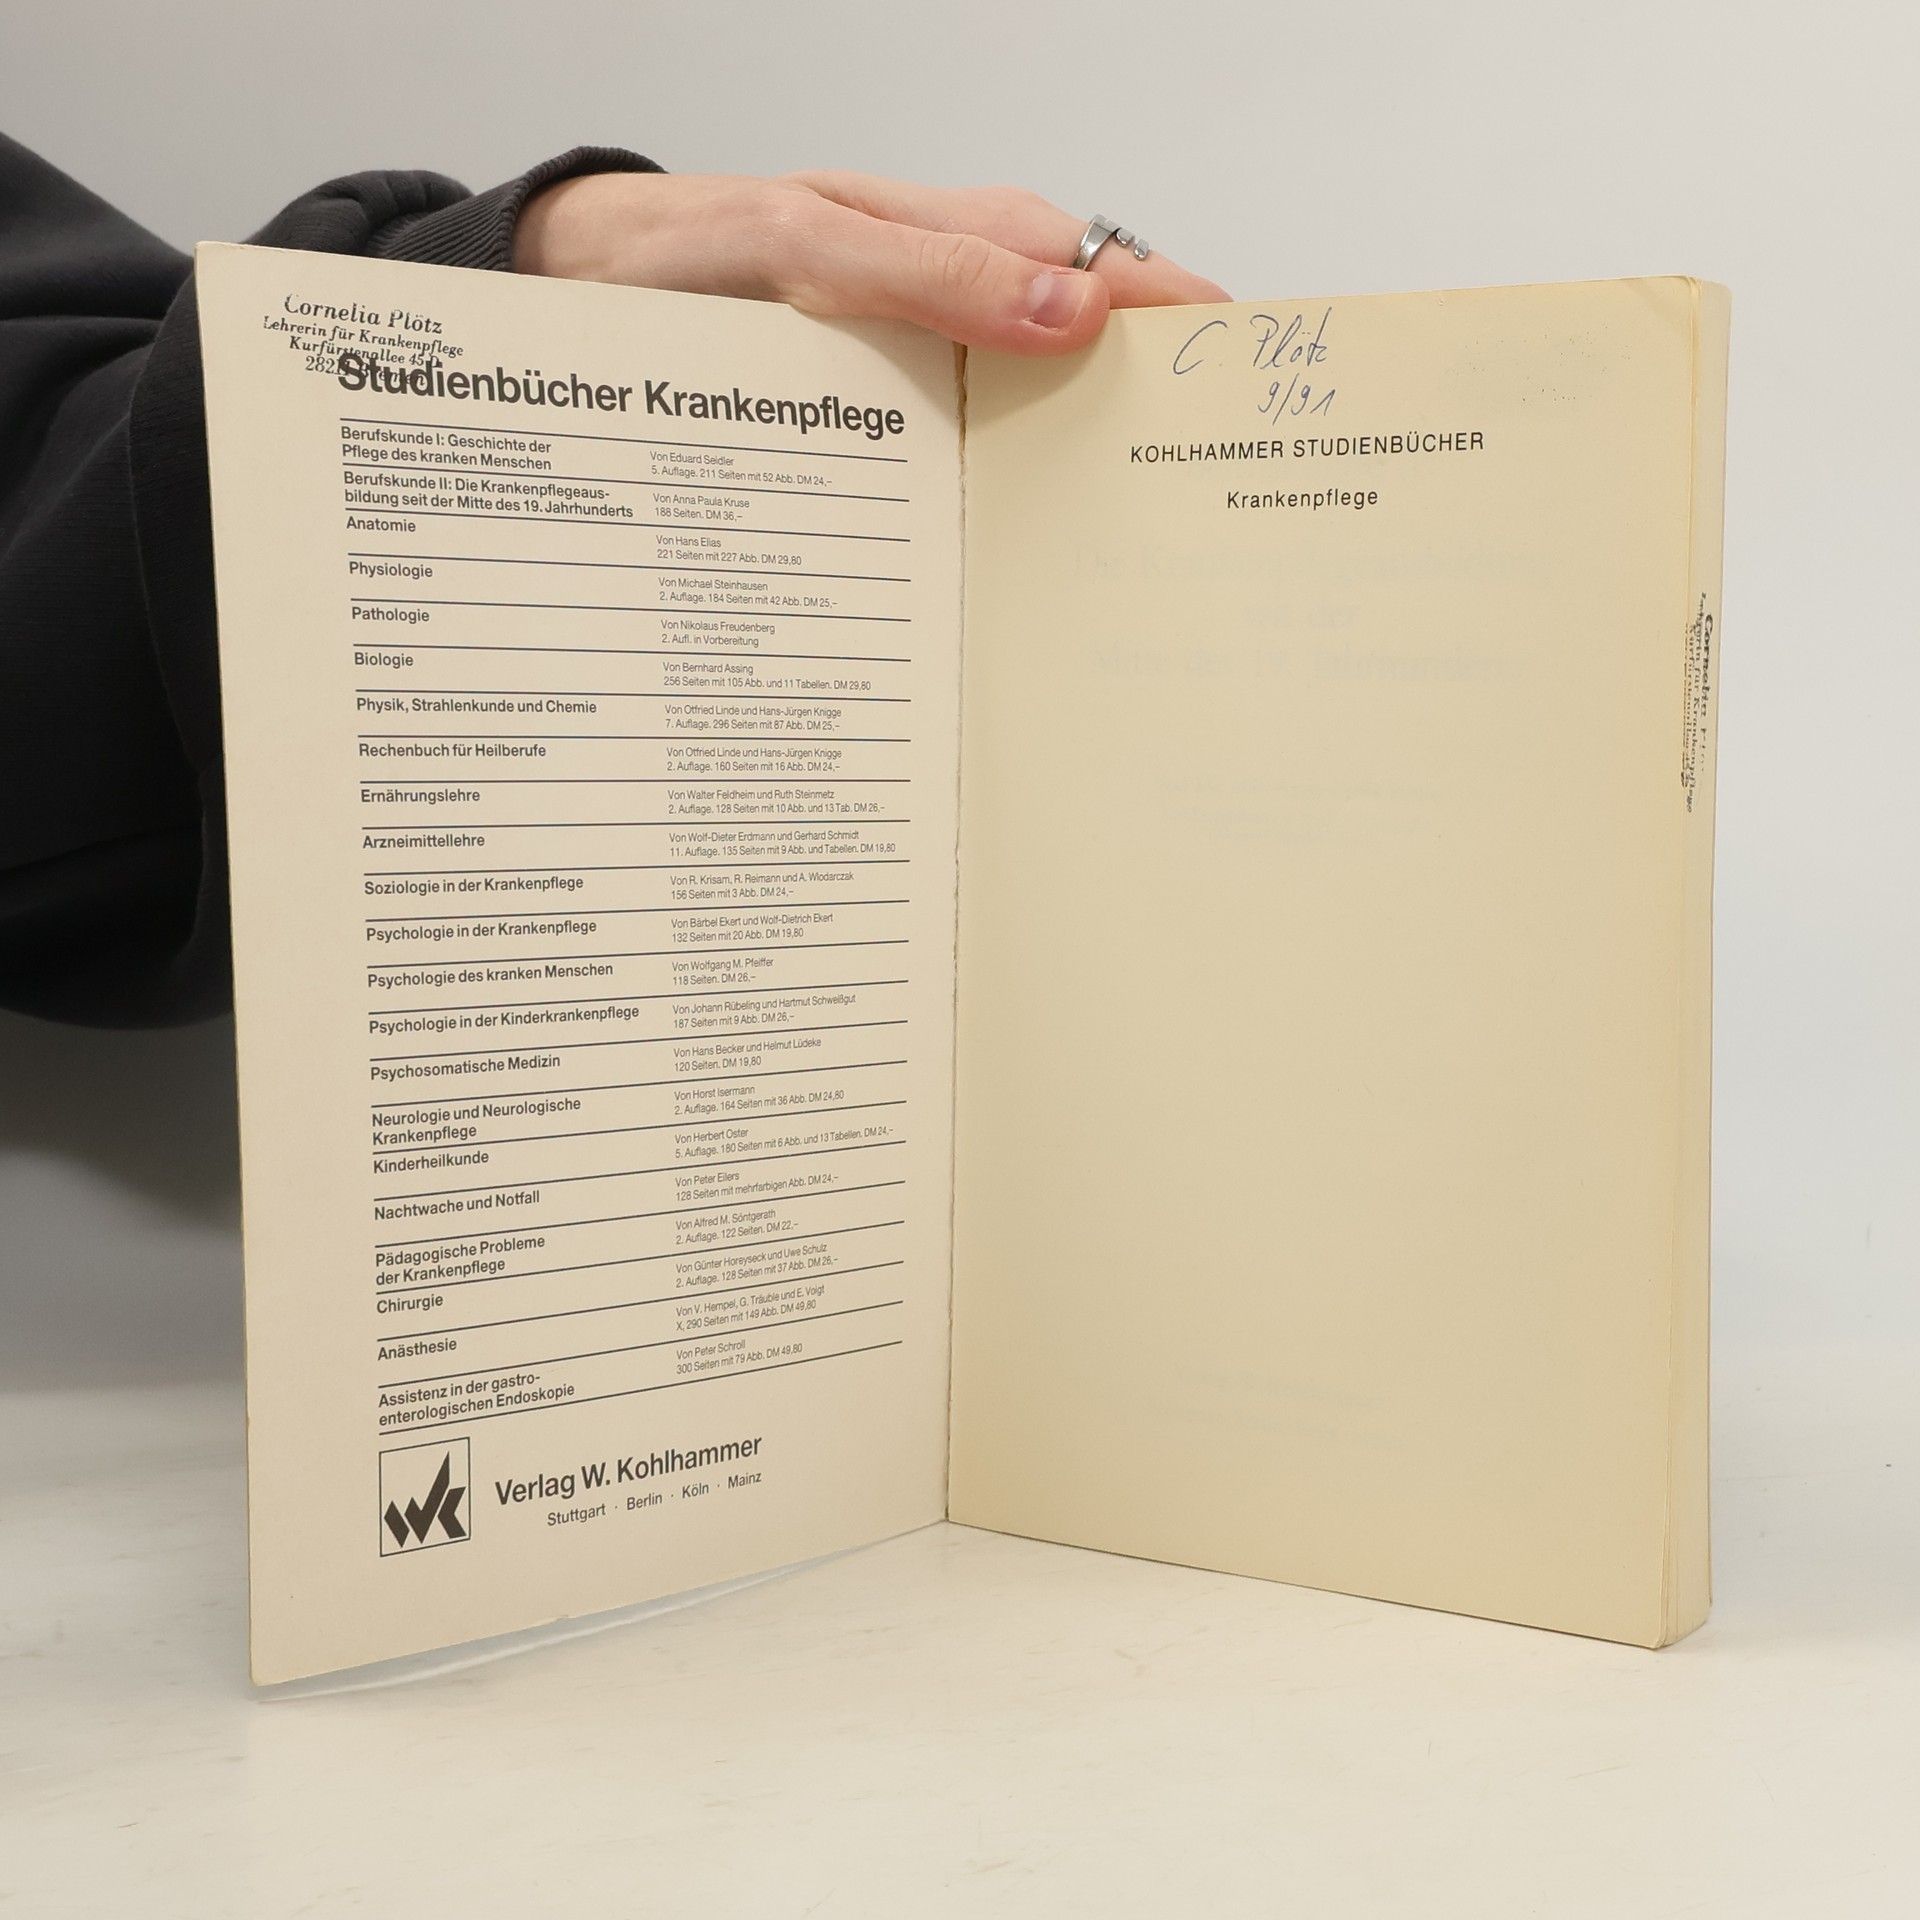 Cornelia Plötz
Lehrerin für Krankenpflege
Kurfürstenallee 45 D
Bremen
Studienbücher Krankenpflege
Berufskunde I: Geschichte der
Pflege des kranken Menschen
Von Eduard Seidler
5. Auflage. 211 Seiten mit 52 Abb. DM 24,–
Berufskunde II: Die Krankenpflegeaus-
bildung seit der Mitte des 19. Jahrhunderts
Von Anna Paula Kruse
188 Seiten. DM 36,–
Anatomie
Von Hans Elias
221 Seiten mit 227 Abb. DM 29,80
Physiologie
Von Michael Steinhausen
2. Auflage. 184 Seiten mit 42 Abb. DM 25,–
Pathologie
Von Nikolaus Freudenberg
2. Aufl. in Vorbereitung
Biologie
Von Bernhard Assing
256 Seiten mit 105 Abb. und 11 Tabellen. DM 29,80
Physik, Strahlenkunde und Chemie
Von Otfried Linde und Hans-Jürgen Knigge
7. Auflage. 296 Seiten mit 87 Abb. DM 25,–
Rechenbuch für Heilberufe
Von Otfried Linde und Hans-Jürgen Knigge
2. Auflage. 160 Seiten mit 16 Abb. DM 24,–
Ernährungslehre
Von Walter Feldheim und Ruth Steinmetz
2. Auflage. 128 Seiten mit 10 Abb. und 13 Tab. DM 26,–
Arzneimittellehre
Von Wolf-Dieter Erdmann und Gerhard Schmidt
11. Auflage. 135 Seiten mit 9 Abb. und Tabellen. DM 19,80
Soziologie in der Krankenpflege
Von R. Krisam, R. Reimann und A. Wlodarczak
156 Seiten mit 3 Abb. DM 24,–
Psychologie in der Krankenpflege
Von Bärbel Ekert und Wolf-Dietrich Ekert
132 Seiten mit 20 Abb. DM 19,80
Psychologie des kranken Menschen
Von Wolfgang M. Pfeiffer
118 Seiten. DM 26,–
Psychologie in der Kinderkrankenpflege
Von Johann Rübeling und Hartmut Schweißgut
187 Seiten mit 9 Abb. DM 26,–
Psychosomatische Medizin
Von Hans Becker und Helmut Lüdeke
120 Seiten. DM 19,80
Neurologie und Neurologische
Krankenpflege
Von Horst Isermann
2. Auflage. 164 Seiten mit 36 Abb. DM 24,80
Kinderheilkunde
Von Herbert Oster
5. Auflage. 180 Seiten mit 6 Abb. und 13 Tabellen. DM 24,–
Nachtwache und Notfall
Von Peter Eilers
128 Seiten mit mehrfarbigen Abb. DM 24,–
Pädagogische Probleme
der Krankenpflege
Von Alfred M. Söntgerath
2. Auflage. 122 Seiten. DM 22,–
Chirurgie
Von Günter Horeyseck und Uwe Schulz
2. Auflage. 128 Seiten mit 37 Abb. DM 26,–
Anästhesie
Von V. Hempel, G. Träuble und E. Voigt
X, 290 Seiten mit 149 Abb. DM 49,80
Assistenz in der gastro-
enterologischen Endoskopie
Von Peter Schroll
300 Seiten mit 79 Abb. DM 49,80
Verlag W. Kohlhammer
Stuttgart · Berlin · Köln · Mainz
C. Plötz
9/91
KOHLHAMMER STUDIENBÜCHER
Krankenpflege
Cornelia
Lehrerin für Krankenpflege
Kurfürstenallee